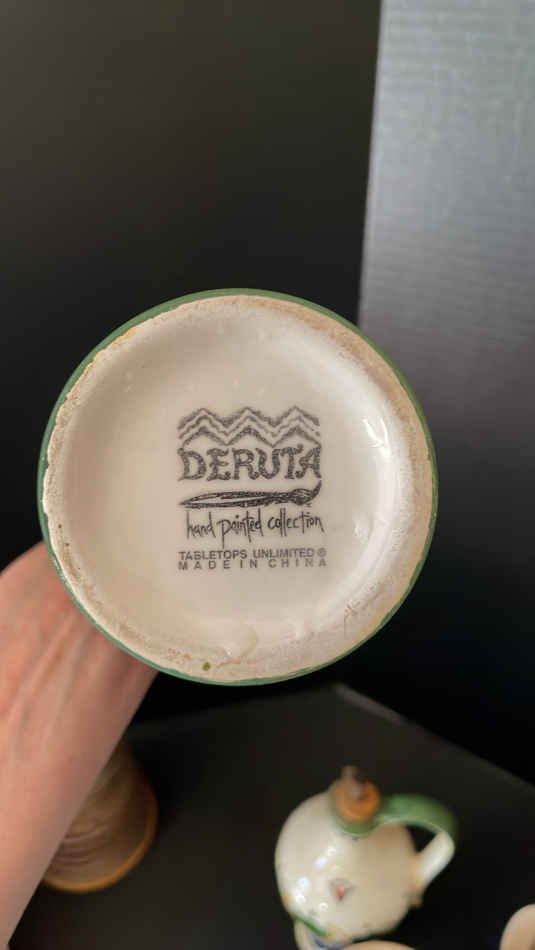 DERUTA
hand painted collection
TABLETOPS UNLIMITED®
MADE IN CHINA